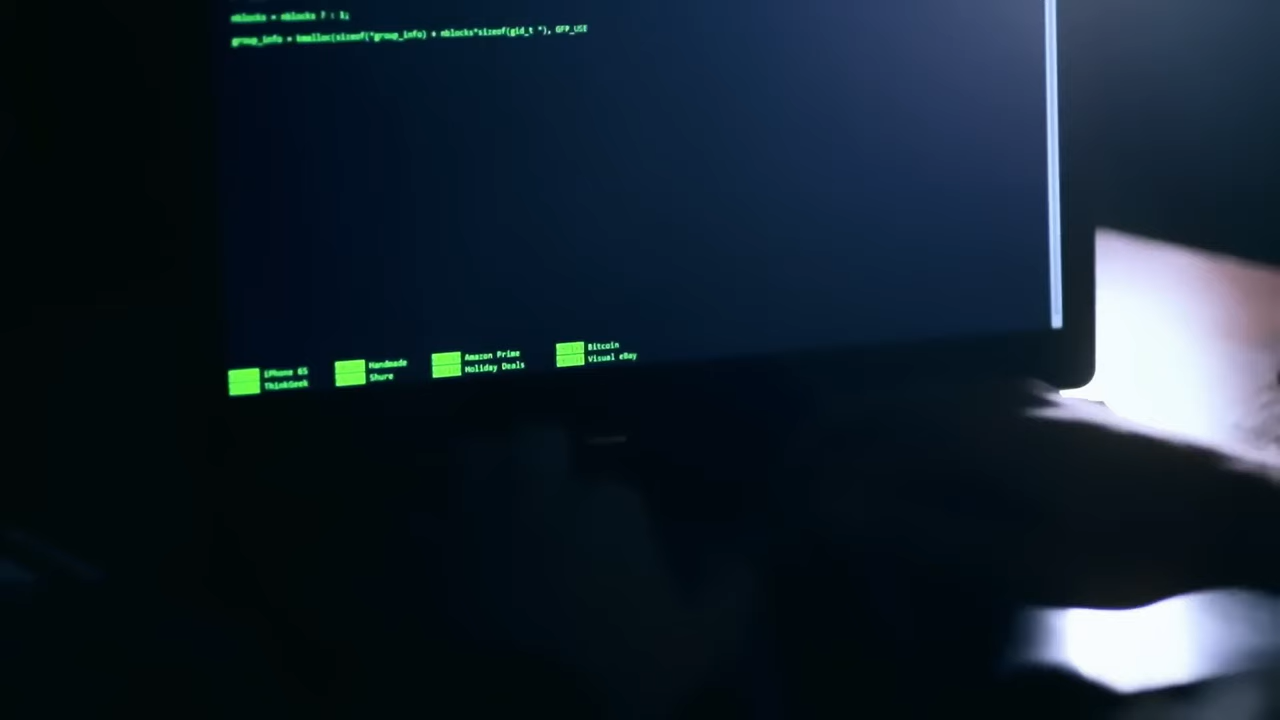 nblocks = nblocks ? : 1;
group_info = kmalloc(sizeof(*group_info) + nblocks*sizeof(gid_t *), GFP_USE
iPhone 6S Handmade Amazon Prime Bitcoin
ThinkGeek Shure Holiday Deals Visual eBay